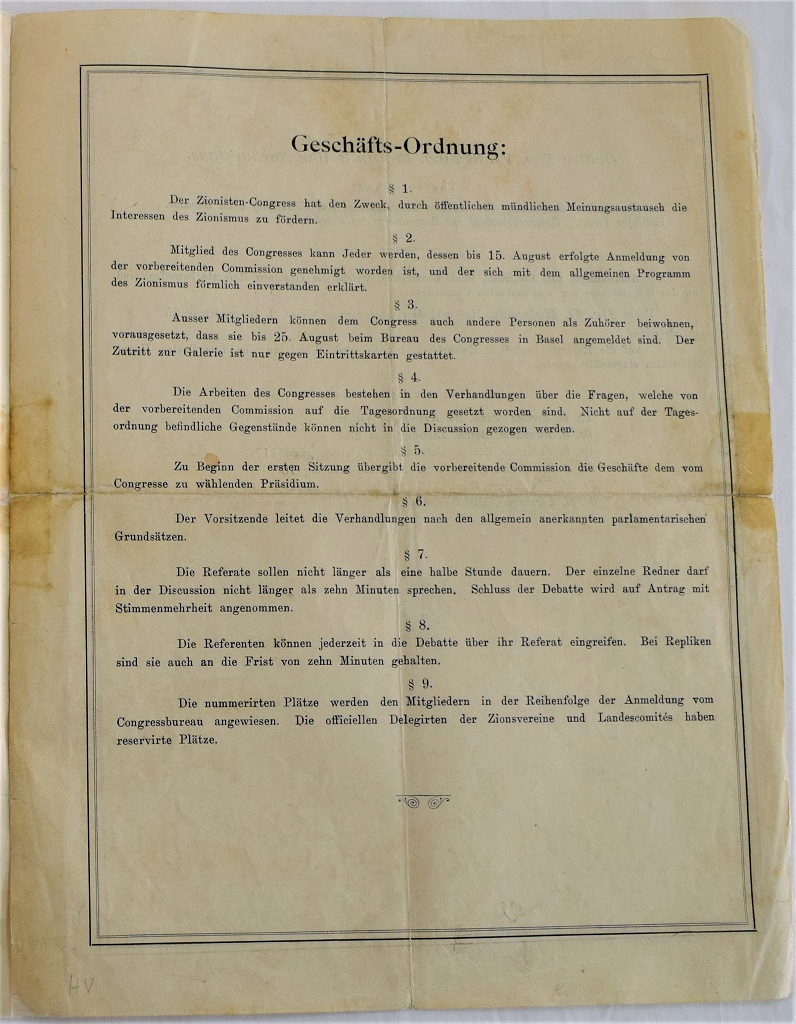 Geschäfts-Ordnung:
§ 1.
Der Zionisten-Congress hat den Zweck, durch öffentlichen mündlichen Meinungsaustausch die
Interessen des Zionismus zu fördern.
§ 2.
Mitglied des Congresses kann Jeder werden, dessen bis 15. August erfolgte Anmeldung von
der vorbereitenden Commission genehmigt worden ist, und der sich mit dem allgemeinen Programm
des Zionismus förmlich einverstanden erklärt.
§ 3.
Ausser Mitgliedern können dem Congress auch andere Personen als Zuhörer beiwohnen,
vorausgesetzt, dass sie bis 25. August beim Bureau des Congresses in Basel angemeldet sind. Der
Zutritt zur Galerie ist nur gegen Eintrittskarten gestattet.
§ 4.
Die Arbeiten des Congresses bestehen in den Verhandlungen über die Fragen, welche von
der vorbereitenden Commission auf die Tagesordnung gesetzt worden sind. Nicht auf der Tages-
ordnung befindliche Gegenstände können nicht in die Discussion gezogen werden.
§ 5.
Zu Beginn der ersten Sitzung übergibt die vorbereitende Commission die Geschäfte dem vom
Congresse zu wählenden Präsidium.
§ 6.
Der Vorsitzende leitet die Verhandlungen nach den allgemein anerkannten parlamentarischen
Grundsätzen.
§ 7.
Die Referate sollen nicht länger als eine halbe Stunde dauern. Der einzelne Redner darf
in der Discussion nicht länger als zehn Minuten sprechen. Schluss der Debatte wird auf Antrag mit
Stimmenmehrheit angenommen.
§ 8.
Die Referenten können jederzeit in die Debatte über ihr Referat eingreifen. Bei Repliken
sind sie auch an die Frist von zehn Minuten gehalten.
§ 9.
Die nummerirten Plätze werden den Mitgliedern in der Reihenfolge der Anmeldung vom
Congressbureau angewiesen. Die officiellen Delegirten der Zionsvereine und Landescomités haben
reservirte Plätze.
HV